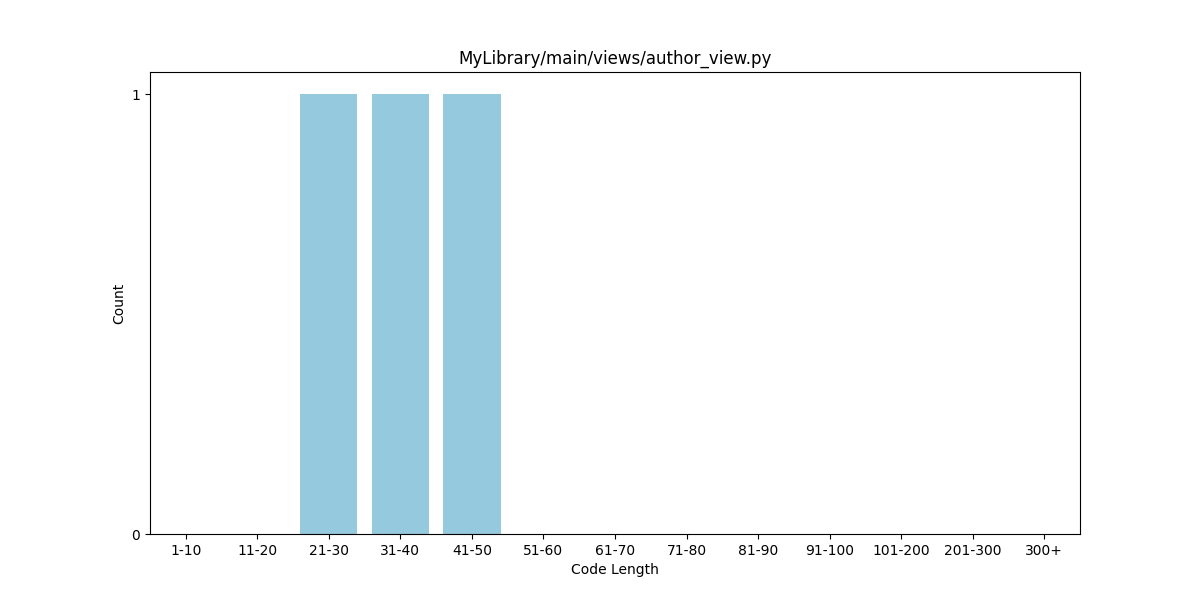 MyLibrary/main/views/author_view.py
1
Count
0
1-10 11-20 21-30 31-40 41-50 51-60 61-70 71-80 81-90 91-100 101-200 201-300 300+
Code Length